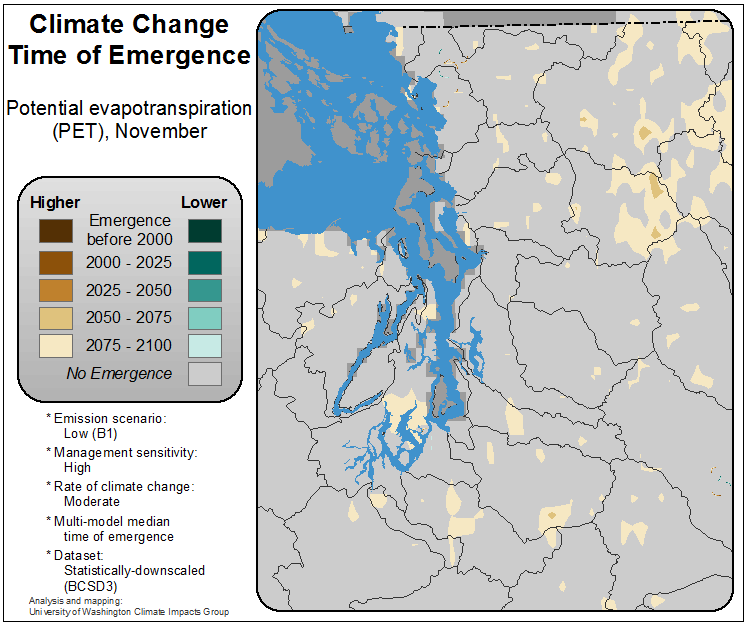 Climate Change
Time of Emergence
Potential evapotranspiration
(PET), November
Higher Lower
Emergence
before 2000
2000 - 2025
2025 - 2050
2050 - 2075
2075 - 2100
No Emergence
* Emission scenario:
Low (B1)
* Management sensitivity:
High
* Rate of climate change:
Moderate
* Multi-model median
time of emergence
* Dataset:
Statistically-downscaled
(BCSD3)
Analysis and mapping:
University of Washington Climate Impacts Group